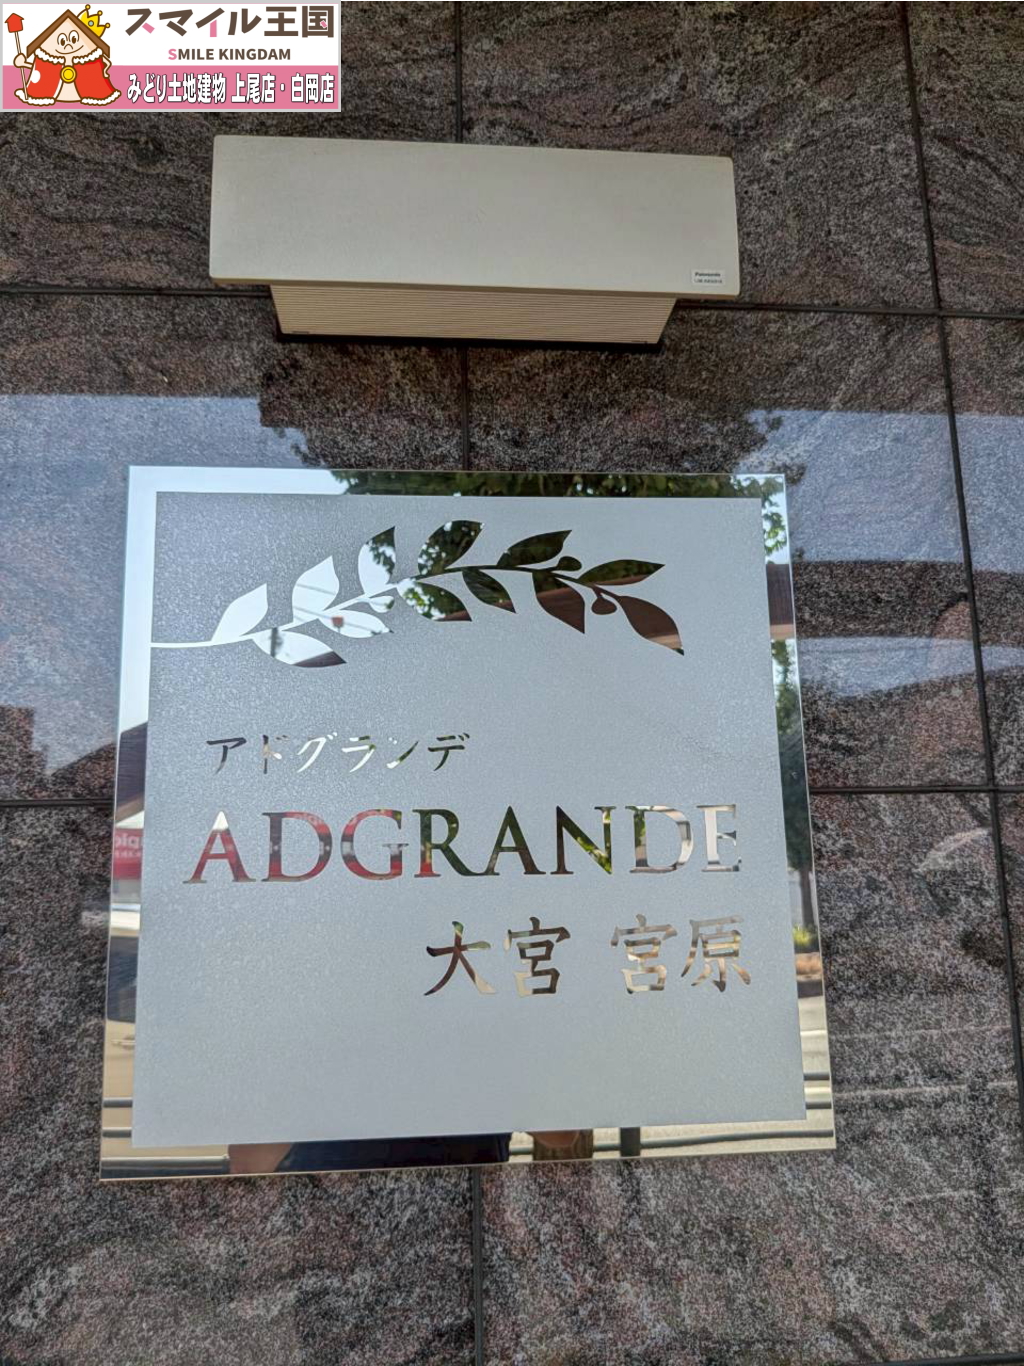 スマイル王国
SMILE KINGDAM
みどり土地建物 上尾店・白岡店
Panasonic
アドグランデ
ADGRANDE
大宮 宮原